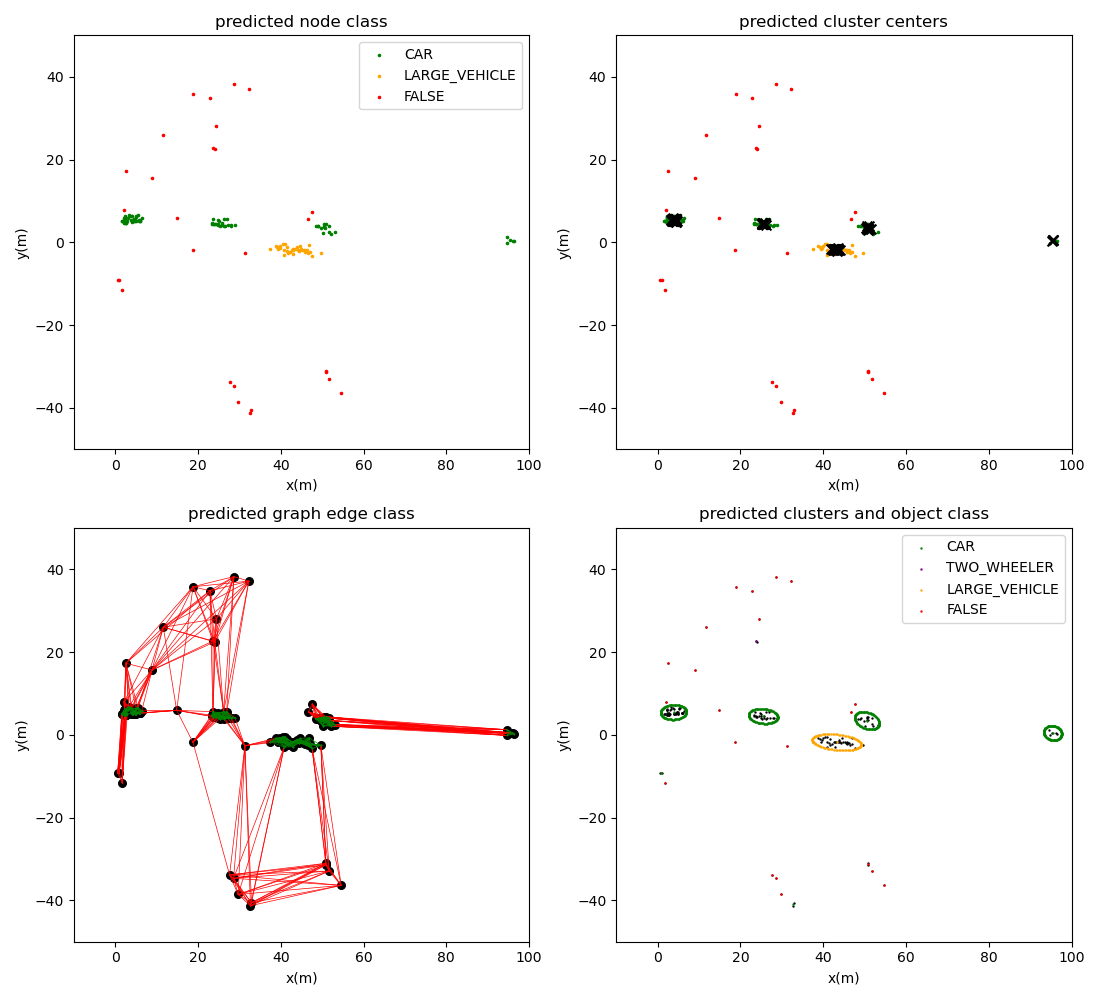 predicted node class
CAR
LARGE_VEHICLE
FALSE
40
20
0
−20
−40
y(m)
0 20 40 60 80 100
x(m)
predicted cluster centers
40
20
0
−20
−40
y(m)
0 20 40 60 80 100
x(m)
predicted graph edge class
40
20
0
−20
−40
y(m)
0 20 40 60 80 100
x(m)
predicted clusters and object class
CAR
TWO_WHEELER
LARGE_VEHICLE
FALSE
40
20
0
−20
−40
y(m)
0 20 40 60 80 100
x(m)